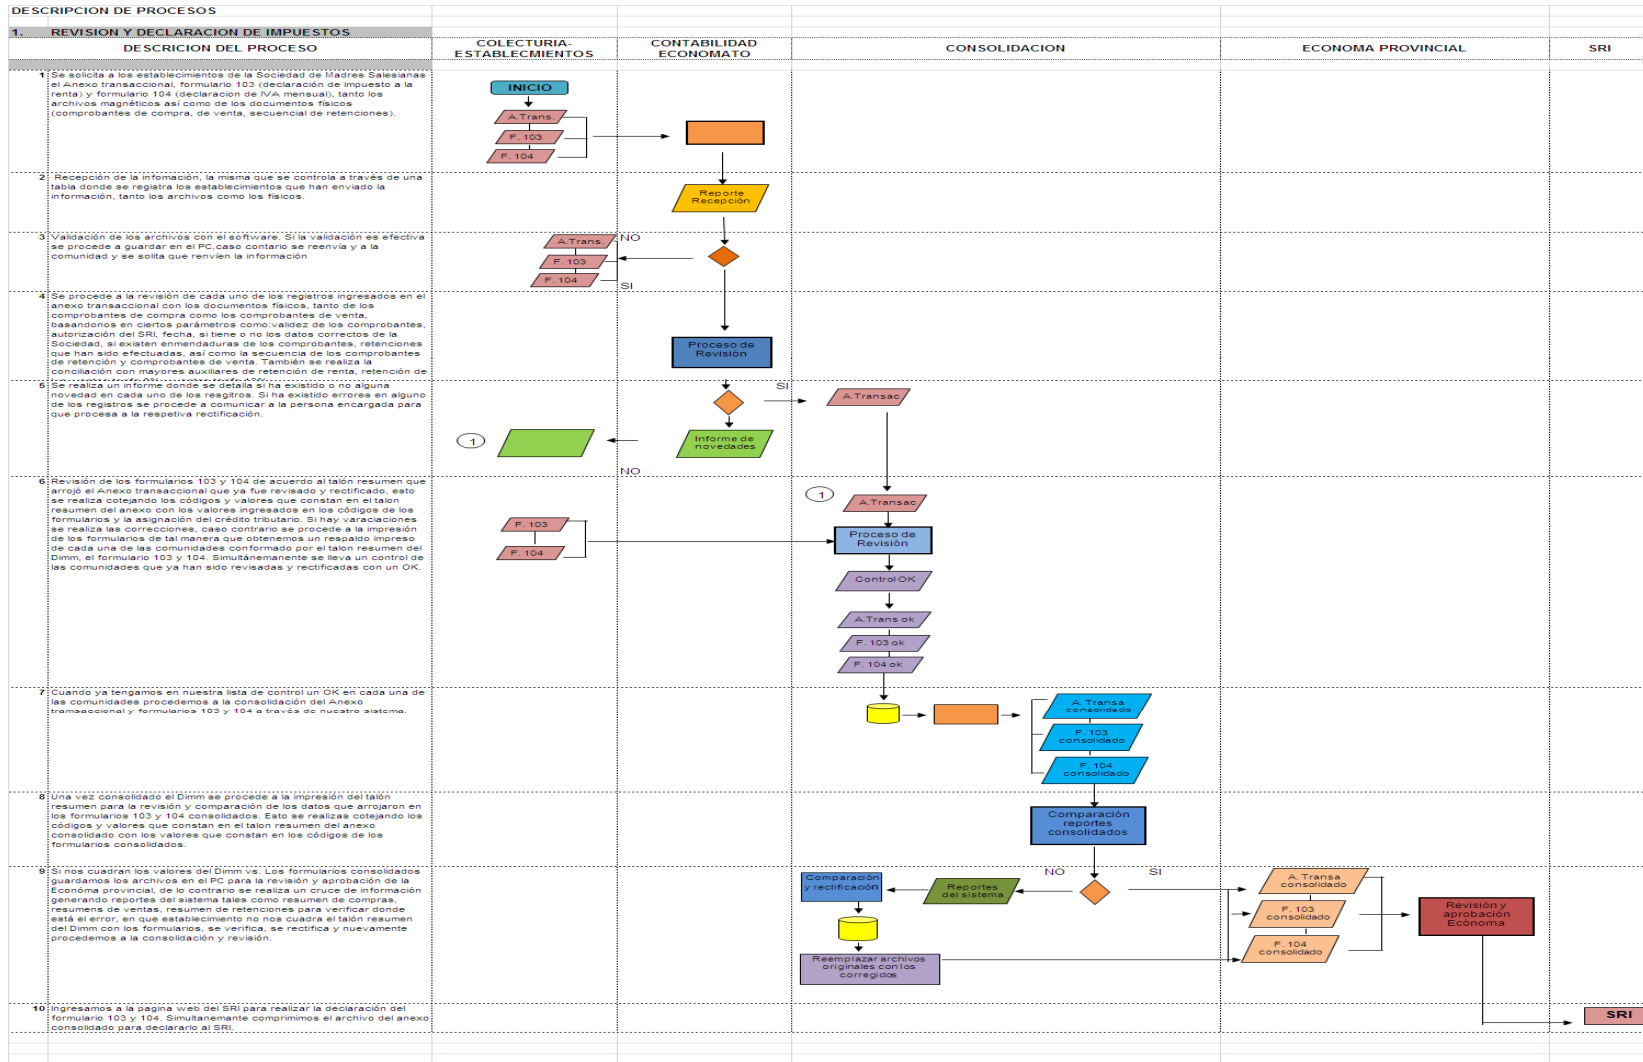 DESCRIPCION DE PROCESOS
1. REVISION Y DECLARACION DE IMPUESTOS
DESCRICION DEL PROCESO
COLECTURIA-
ESTABLECMIENTOS
CONTABILIDAD
ECONOMATO
CONSOLIDACION
ECONOMA PROVINCIAL
SRI
1 Se solicita a los establecimientos de la Sociedad de Madres Salesianas
el Anexo transaccional, formulario 103 (declaración de impuesto a la
renta) y formulario 104 (declaracion de IVA mensual), tanto los
archivos magnéticos así como de los documentos físicos
(comprobantes de compra, de venta, secuencial de retenciones).
INICIO
A.Trans.
F. 103
F. 104
2 Recepción de la infomación, la misma que se controla a través de una
tabla donde se registra los establecimientos que han enviado la
información, tanto los archivos como los físicos.
Reporte
Recepción
3 Validación de los archivos con el software. Si la validación es efectiva
se procede a guardar en el PC,caso contario se reenvía y a la
comunidad y se solita que renvíen la información
A.Trans.
F. 103
F. 104
NO
SI
4 Se procede a la revisión de cada uno de los registros ingresados en el
anexo transaccional con los documentos físicos, tanto de los
comprobantes de compra como los comprobantes de venta,
basandonos en ciertos parámetros como:validez de los comprobantes,
autorización del SRI, fecha, si tiene o no los datos correctos de la
Sociedad, si existen enmendaduras de los comprobantes, retenciones
que han sido efectuadas, así como la secuencia de los comprobantes
de retención y comprobantes de venta. También se realiza la
conciliación con mayores auxiliares de retención de renta, retención de
Proceso de
Revisión
5 Se realiza un informe donde se detalla si ha existido o no alguna
novedad en cada uno de los resgitros. Si ha existido errores en alguno
de los registros se procede a comunicar a la persona encargada para
que procesa a la respetiva rectificación.
SI
A.Transac
1
Informe de
novedades
NO
6 Revisión de los formularios 103 y 104 de acuerdo al talón resumen que
arrojó el Anexo transaccional que ya fue revisado y rectificado, esto
se realiza cotejando los códigos y valores que constan en el talon
resumen del anexo con los valores ingresados en los códigos de los
formularios y la asignación del crédito tributario. Si hay varaciaciones
se realiza las correcciones, caso contrario se procede a la impresión
de los formularios de tal manera que obtenemos un respaldo impreso
de cada una de las comunidades conformado por el talon resumen del
Dimm, el formulario 103 y 104. Simultánemanente se lleva un control de
las comunidades que ya han sido revisadas y rectificadas con un OK.
F. 103
F. 104
1
A.Transac
Proceso de
Revisión
Control OK
A.Trans ok
F. 103 ok
F. 104 ok
7 Cuando ya tengamos en nuestra lista de control un OK en cada una de
las comunidades procedemos a la consolidación del Anexo
transaccional y formularios 103 y 104 a través de nuestro sistema.
A. Transa
consolidado
F. 103
consolidado
F. 104
consolidado
8 Una vez consolidado el Dimm se procede a la impresión del talón
resumen para la revisión y comparación de los datos que arrojaron en
los formularios 103 y 104 consolidados. Esto se realizas cotejando los
códigos y valores que constan en el talon resumen del anexo
consolidado con los valores que constan en los códigos de los
formularios consolidados.
Comparación
reportes
consolidados
9 Si nos cuadran los valores del Dimm vs. Los formularios consolidados
guardamos los archivos en el PC para la revisión y aprobación de la
Económa provincial, de lo contrario se realiza un cruce de información
generando reportes del sistema tales como resumen de compras,
resumens de ventas, resumen de retenciones para verificar donde
está el error, en que establecimiento no nos cuadra el talón resumen
del Dimm con los formularios, se verifica, se rectifica y nuevamente
procedemos a la consolidación y revisión.
NO
SI
Comparación
y rectificación
Reportes
del sistema
Reemplazar archivos
originales con los
corregidos
A. Transa
consolidado
F. 103
consolidado
F. 104
consolidado
Revisión y
aprobación
Ecónoma
10 Ingresamos a la pagina web del SRI para realizar la declaración del
formulario 103 y 104. Simultanemante comprimimos el archivo del anexo
consolidado para declararlo al SRI.
SRI